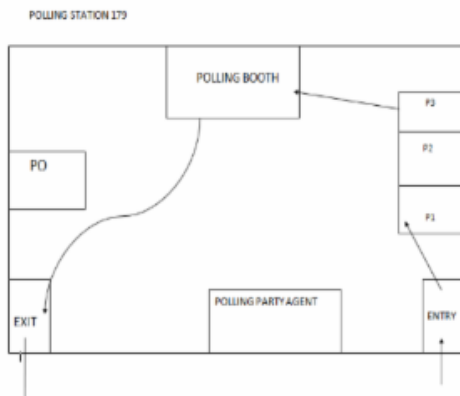 POLLING STATION 179
POLLING BOOTH
P3
PO
P2
P1
POLLING PARTY AGENT
EXIT
ENTRY